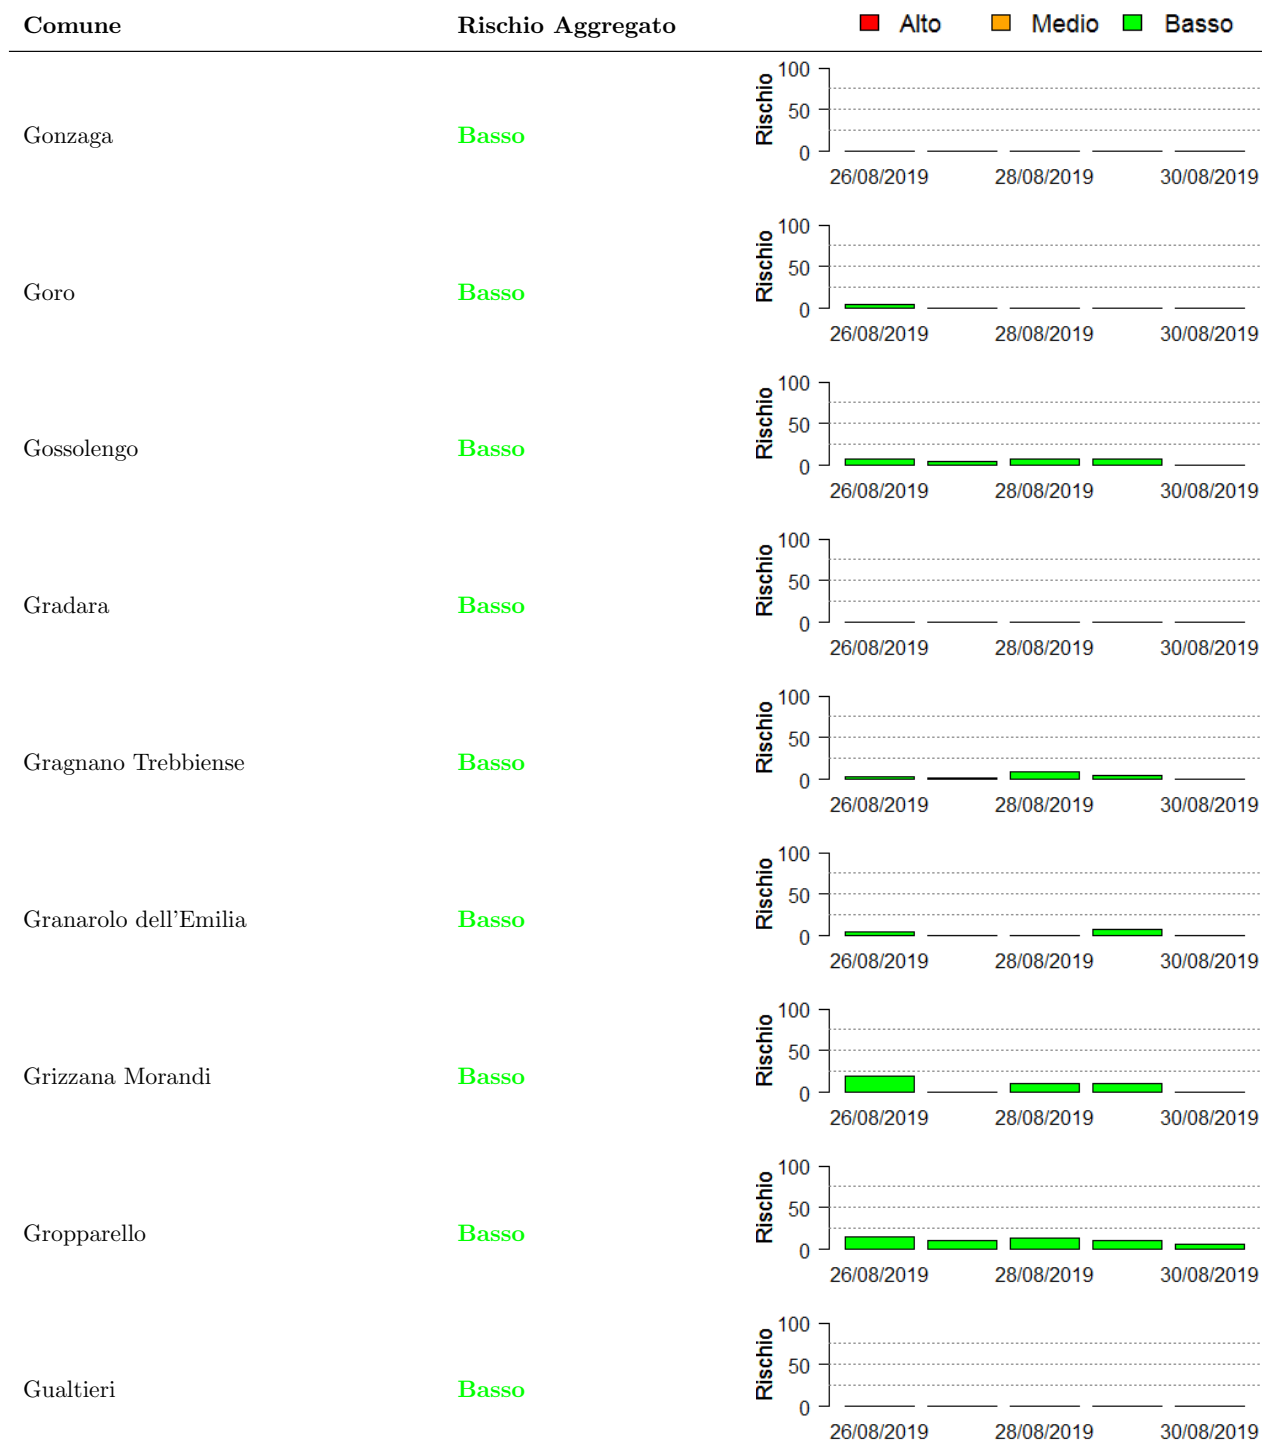 Comune Rischio Aggregato Alto Medio Basso
Gonzaga Basso
Rischio
100
50
0
26/08/2019 28/08/2019 30/08/2019
Goro Basso
Rischio
100
50
0
26/08/2019 28/08/2019 30/08/2019
Gossolengo Basso
Rischio
100
50
0
26/08/2019 28/08/2019 30/08/2019
Gradara Basso
Rischio
100
50
0
26/08/2019 28/08/2019 30/08/2019
Gragnano Trebbiense Basso
Rischio
100
50
0
26/08/2019 28/08/2019 30/08/2019
Granarolo dell'Emilia Basso
Rischio
100
50
0
26/08/2019 28/08/2019 30/08/2019
Grizzana Morandi Basso
Rischio
100
50
0
26/08/2019 28/08/2019 30/08/2019
Gropparello Basso
Rischio
100
50
0
26/08/2019 28/08/2019 30/08/2019
Gualtieri Basso
Rischio
100
50
0
26/08/2019 28/08/2019 30/08/2019